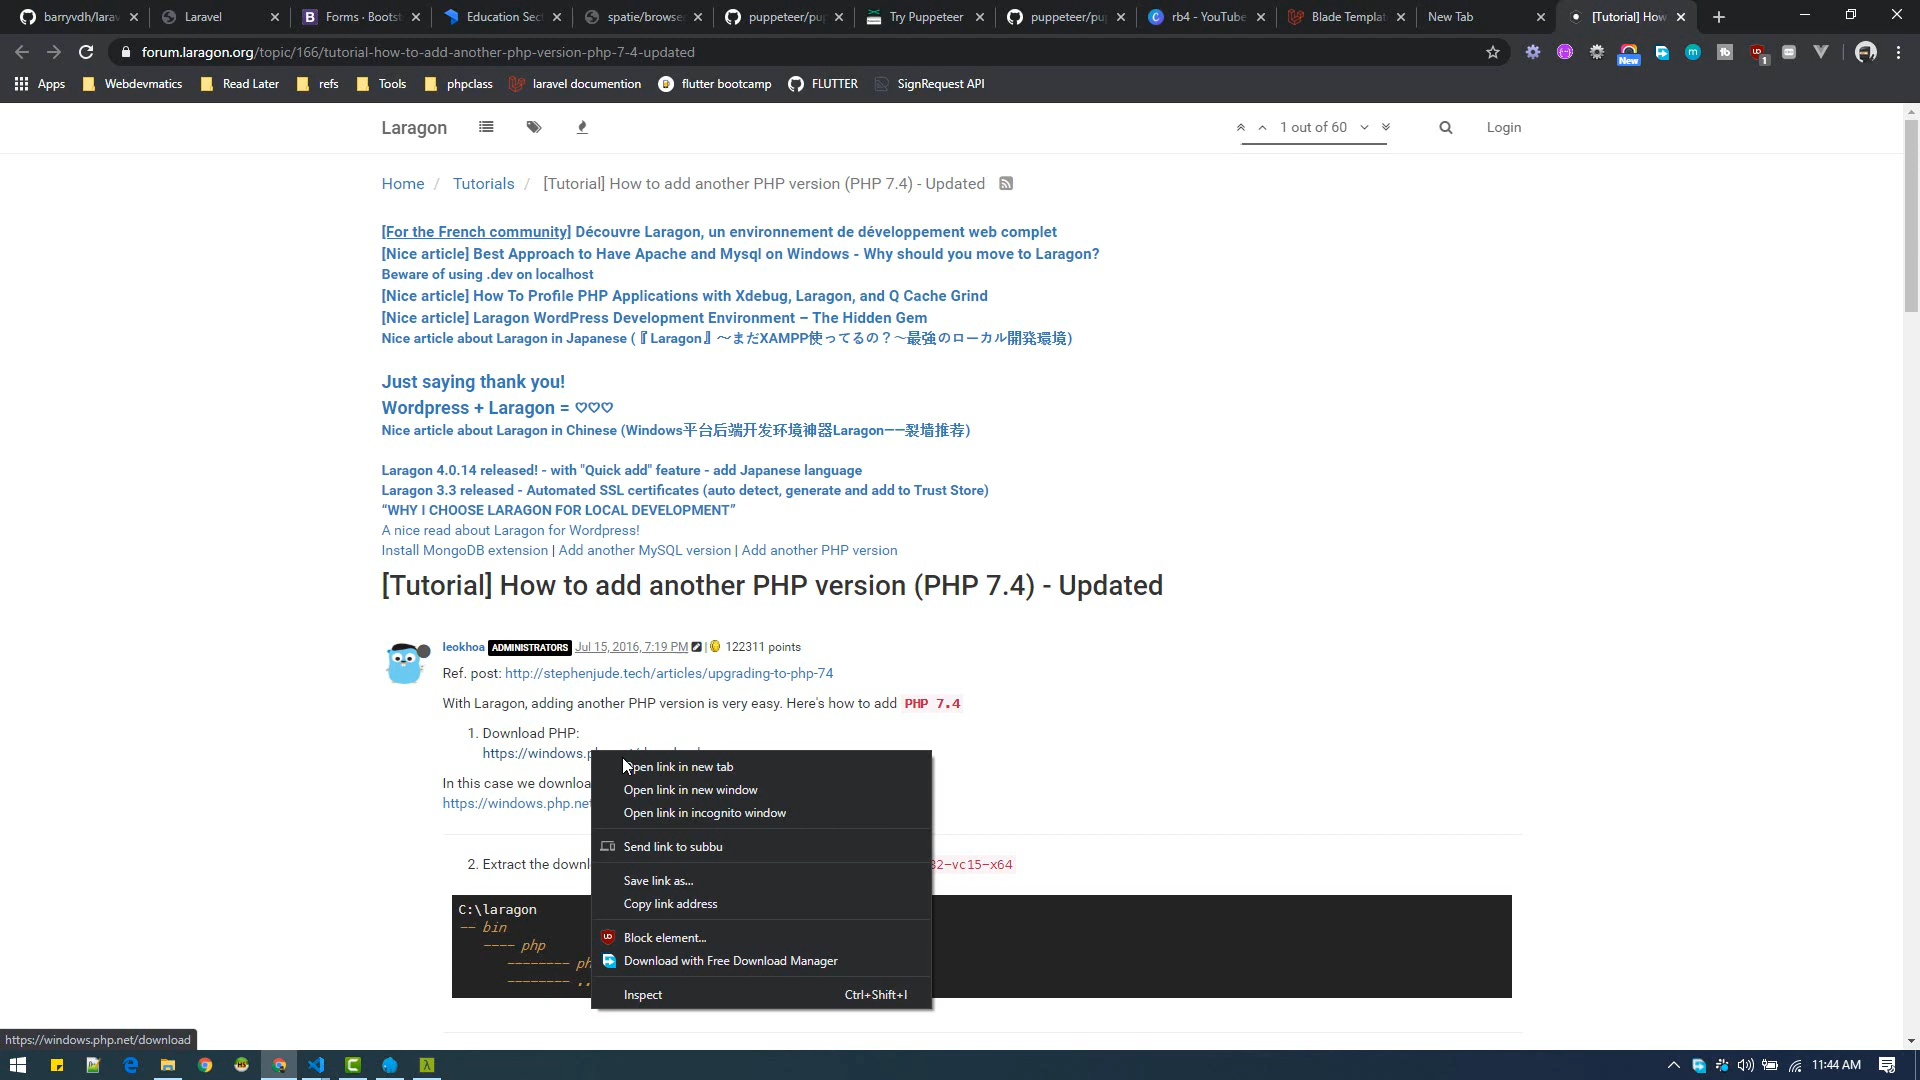 barryvdh/larav
Laravel
Forms · Bootst
Education Sect
spatie/browser
puppeteer/pup
Try Puppeteer
puppeteer/pup
rb4 - YouTube
Blade Templat
New Tab
[Tutorial] How
forum.laragon.org/topic/166/tutorial-how-to-add-another-php-version-php-7-4-updated
New
1
Apps
Webdevmatics
Read Later
refs
Tools
phpclass
laravel documention
flutter bootcamp
FLUTTER
SignRequest API
Laragon
1 out of 60
Login
Home / Tutorials / [Tutorial] How to add another PHP version (PHP 7.4) - Updated
[For the French community] Découvre Laragon, un environnement de développement web complet
[Nice article] Best Approach to Have Apache and Mysql on Windows - Why should you move to Laragon?
Beware of using .dev on localhost
[Nice article] How To Profile PHP Applications with Xdebug, Laragon, and Q Cache Grind
[Nice article] Laragon WordPress Development Environment – The Hidden Gem
Nice article about Laragon in Japanese (『Laragon』〜まだXAMPP使ってるの？〜最強のローカル開発環境)
Just saying thank you!
Wordpress + Laragon = ♡♡♡
Nice article about Laragon in Chinese (Windows平台后端开发环境神器Laragon——裂墙推荐)
Laragon 4.0.14 released! - with "Quick add" feature - add Japanese language
Laragon 3.3 released - Automated SSL certificates (auto detect, generate and add to Trust Store)
“WHY I CHOOSE LARAGON FOR LOCAL DEVELOPMENT”
A nice read about Laragon for Wordpress!
Install MongoDB extension | Add another MySQL version | Add another PHP version
[Tutorial] How to add another PHP version (PHP 7.4) - Updated
leokhoa ADMINISTRATORS Jul 15, 2016, 7:19 PM | 122311 points
Ref. post: http://stephenjude.tech/articles/upgrading-to-php-74
With Laragon, adding another PHP version is very easy. Here's how to add PHP 7.4
1. Download PHP:
https://windows.p
In this case we downloa
https://windows.php.net
2. Extract the downl
32-vc15-x64
C:\laragon
-- bin
---- php
-------- ph
-------- ..
Open link in new tab
Open link in new window
Open link in incognito window
Send link to subbu
Save link as...
Copy link address
Block element...
Download with Free Download Manager
Inspect Ctrl+Shift+I
https://windows.php.net/download
11:44 AM